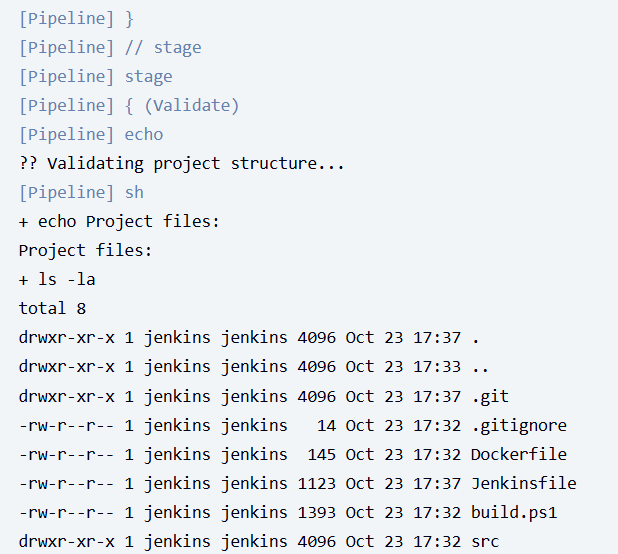 [Pipeline] }
[Pipeline] // stage
[Pipeline] stage
[Pipeline] { (Validate)
[Pipeline] echo
?? Validating project structure...
[Pipeline] sh
+ echo Project files:
Project files:
+ ls -la
total 8
drwxr-xr-x 1 jenkins jenkins 4096 Oct 23 17:37 .
drwxr-xr-x 1 jenkins jenkins 4096 Oct 23 17:33 ..
drwxr-xr-x 1 jenkins jenkins 4096 Oct 23 17:37 .git
-rw-r--r-- 1 jenkins jenkins   14 Oct 23 17:32 .gitignore
-rw-r--r-- 1 jenkins jenkins  145 Oct 23 17:32 Dockerfile
-rw-r--r-- 1 jenkins jenkins 1123 Oct 23 17:37 Jenkinsfile
-rw-r--r-- 1 jenkins jenkins 1393 Oct 23 17:32 build.ps1
drwxr-xr-x 1 jenkins jenkins 4096 Oct 23 17:32 src